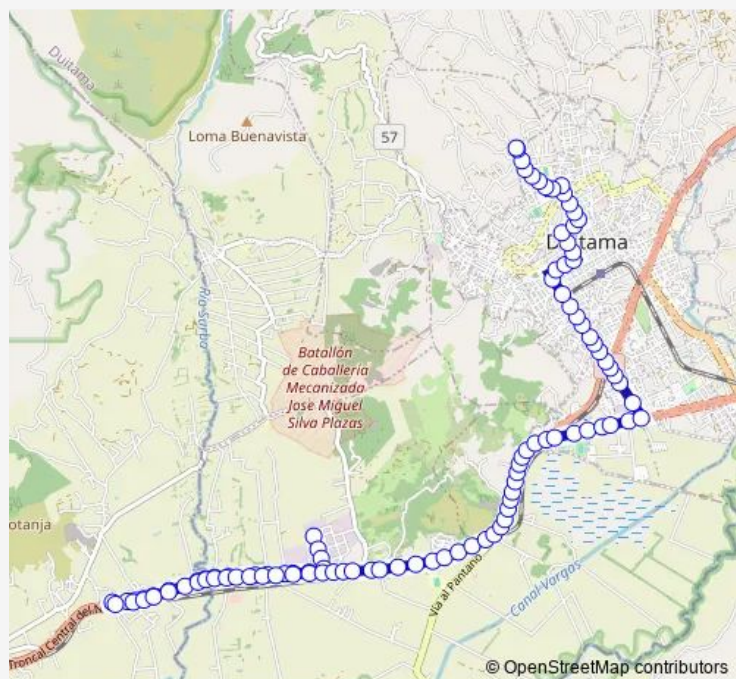 Duitama
Loma Buenavista
57
Duitama
Río Surba
Batallón
de Caballeria
Mecanizada
Jose Miguel
Silva Plazas
otanja
Vía al Pantano
Canal Vargas
Troncal Central del
© OpenStreetMap contributors